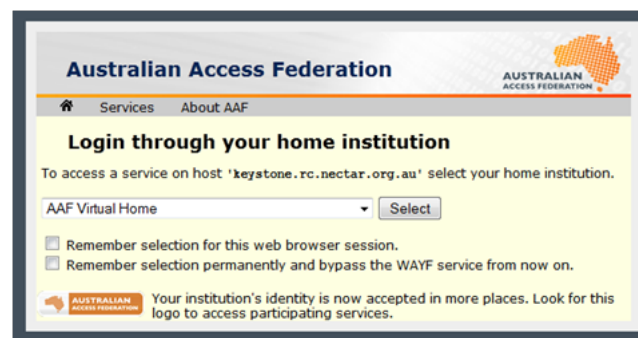 Australian Access Federation
AUSTRALIAN
ACCESS FEDERATION
Services About AAF
Login through your home institution
To access a service on host 'keystone.rc.nectar.org.au' select your home institution.
AAF Virtual Home Select
Remember selection for this web browser session.
Remember selection permanently and bypass the WAYF service from now on.
AUSTRALIAN
ACCESS FEDERATION
Your institution's identity is now accepted in more places. Look for this
logo to access participating services.